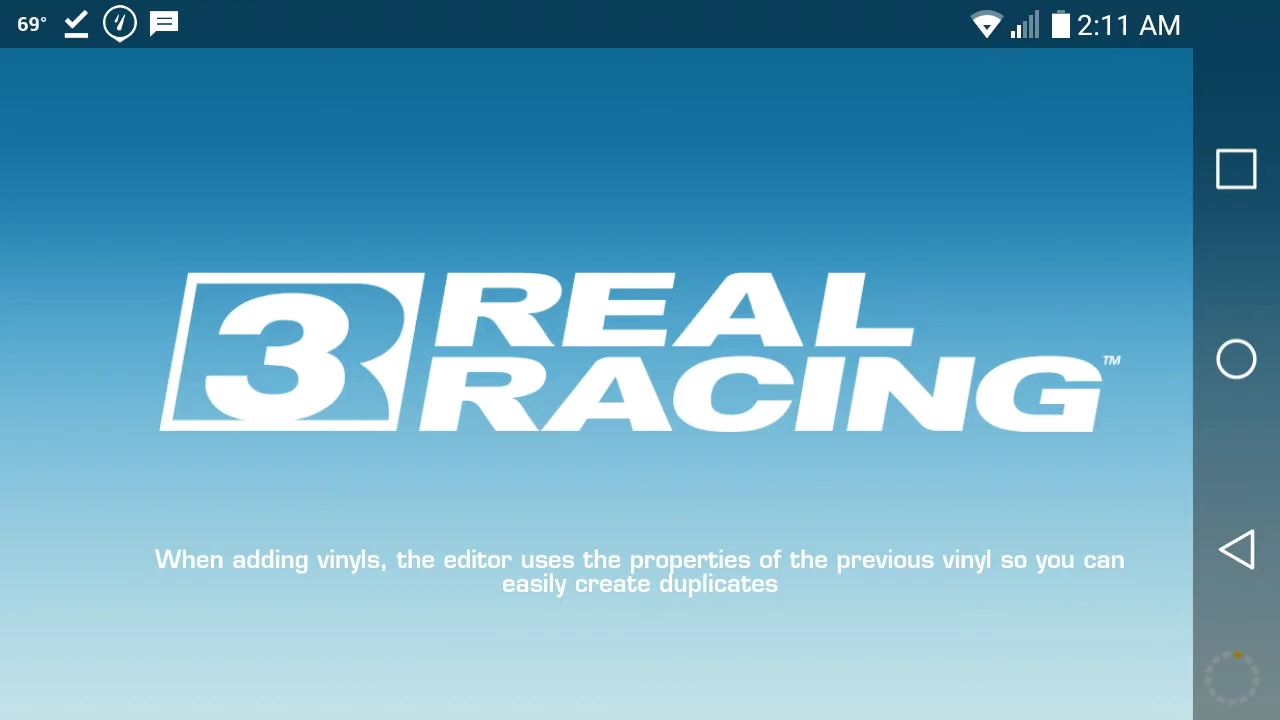 69° 2:11 AM
3 REAL
RACING™
When adding vinyls, the editor uses the properties of the previous vinyl so you can
easily create duplicates